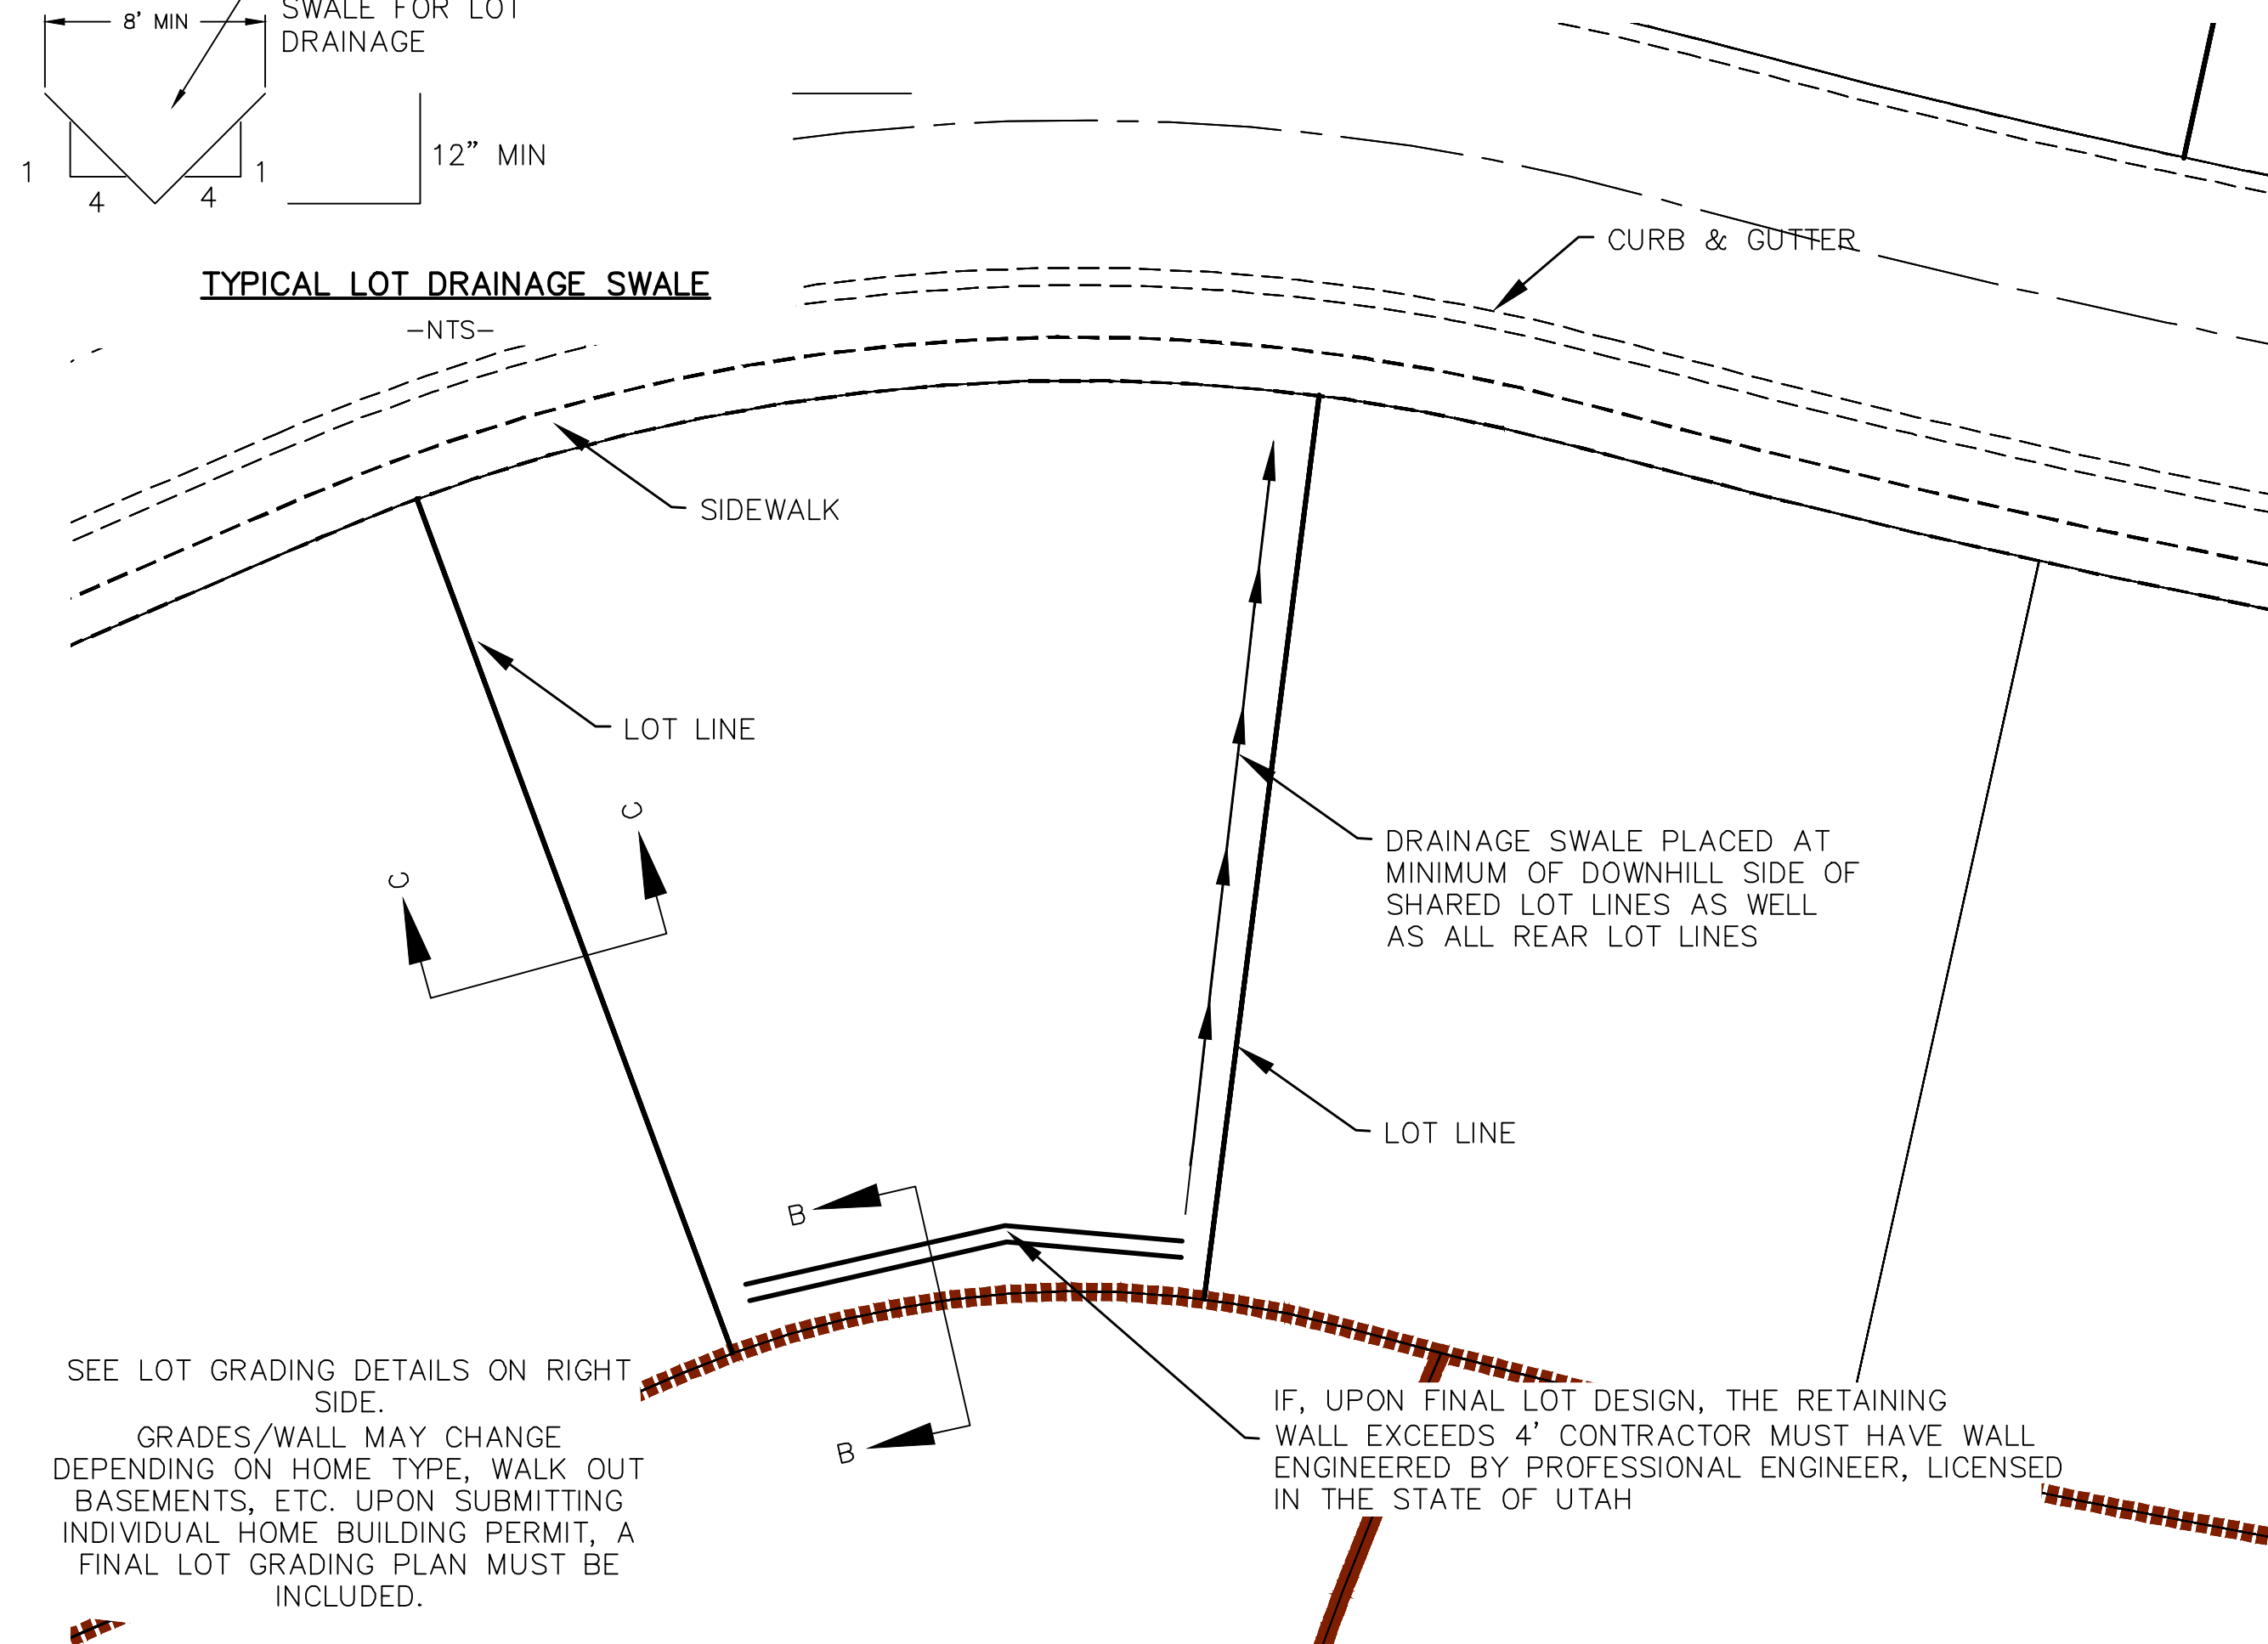 8' MIN
SWALE FOR LOT
DRAINAGE
12" MIN
1
4
4
1
TYPICAL LOT DRAINAGE SWALE
-NTS-
CURB & GUTTER
SIDEWALK
LOT LINE
C
C
DRAINAGE SWALE PLACED AT
MINIMUM OF DOWNHILL SIDE OF
SHARED LOT LINES AS WELL
AS ALL REAR LOT LINES
LOT LINE
B
B
SEE LOT GRADING DETAILS ON RIGHT
SIDE.
GRADES/WALL MAY CHANGE
DEPENDING ON HOME TYPE, WALK OUT
BASEMENTS, ETC. UPON SUBMITTING
INDIVIDUAL HOME BUILDING PERMIT, A
FINAL LOT GRADING PLAN MUST BE
INCLUDED.
IF, UPON FINAL LOT DESIGN, THE RETAINING
WALL EXCEEDS 4' CONTRACTOR MUST HAVE WALL
ENGINEERED BY PROFESSIONAL ENGINEER, LICENSED
IN THE STATE OF UTAH